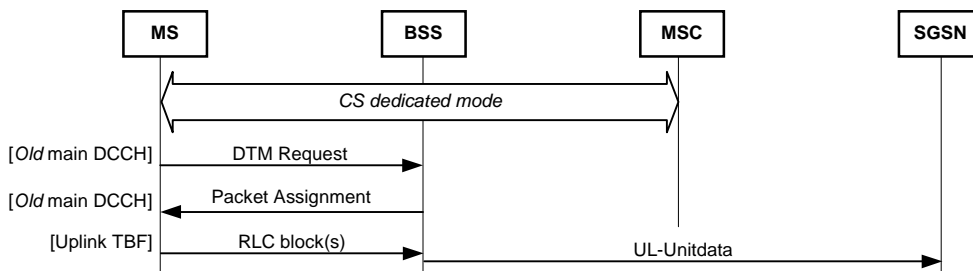 MS BSS MSC SGSN
CS dedicated mode
[Old main DCCH] DTM Request
[Old main DCCH] Packet Assignment
[Uplink TBF] RLC block(s) UL-Unitdata